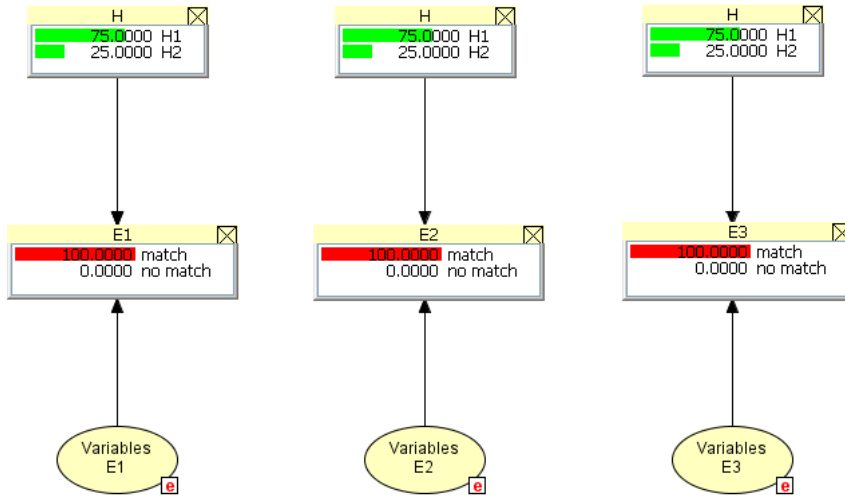 H
75.0000 H1
25.0000 H2
H
75.0000 H1
25.0000 H2
H
75.0000 H1
25.0000 H2
E1
100.0000 match
0.0000 no match
E2
100.0000 match
0.0000 no match
E3
100.0000 match
0.0000 no match
Variables
E1
e
Variables
E2
e
Variables
E3
e